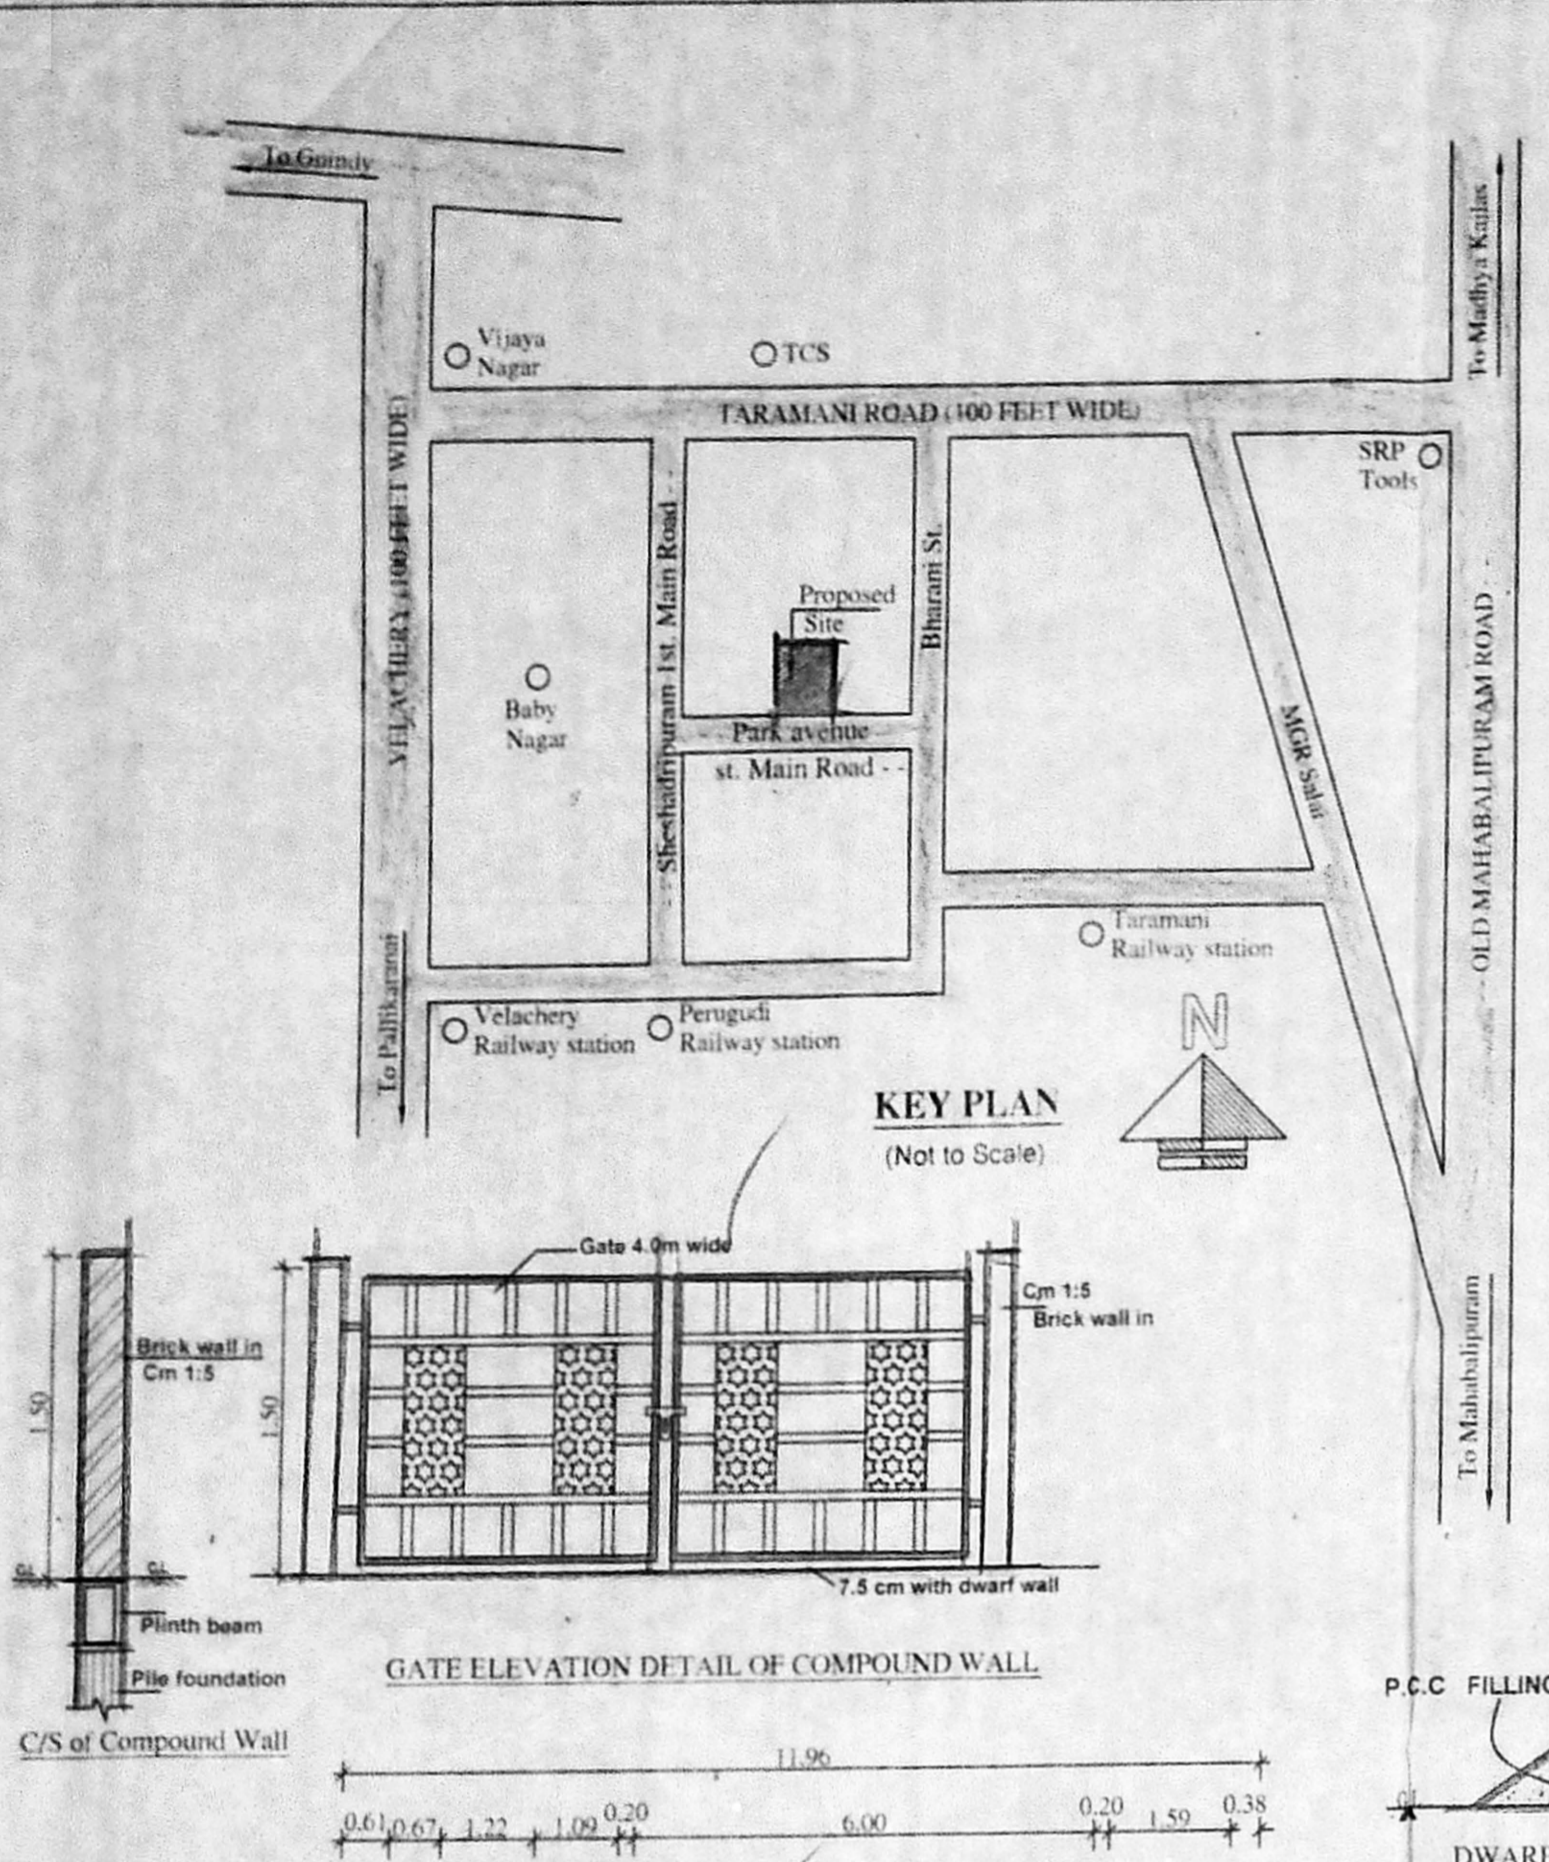 To Guindy
To Madhya Kailas
Vijaya
Nagar
TCS
TARAMANI ROAD (100 FEET WIDE)
SRP
Tools
VELACHERY (100 FEET WIDE)
Sheshadripuram 1st. Main Road - -
Bharani St.
Proposed
Site
Baby
Nagar
Park avenue
st. Main Road - -
MGR Salai
- - OLD MAHABALIPURAM ROAD - -
Taramani
Railway station
To Pallikaranai
Velachery
Railway station
Perugudi
Railway station
N
KEY PLAN
(Not to Scale)
Gate 4.0m wide
Cm 1:5
Brick wall in
Brick wall in
Cm 1:5
1.50
1.50
To Mahabalipuram
7.5 cm with dwarf wall
Plinth beam
Pile foundation
GATE ELEVATION DETAIL OF COMPOUND WALL
P.C.C FILLING
C/S of Compound Wall
11.96
0.61 0.67 1.22 1.09 0.20 6.00 0.20 1.59 0.38
DWARF